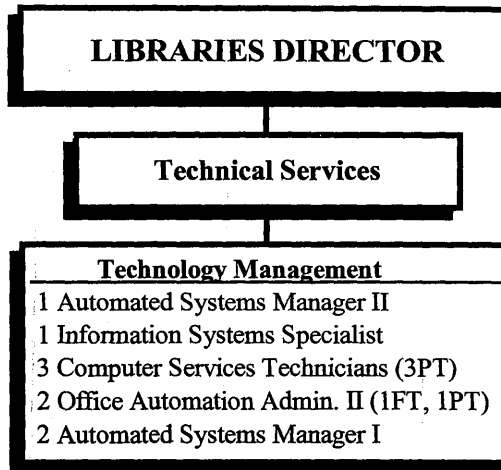 LIBRARIES DIRECTOR
Technical Services
Technology Management
1 Automated Systems Manager II
1 Information Systems Specialist
3 Computer Services Technicians (3PT)
2 Office Automation Admin. II (1FT, 1PT)
2 Automated Systems Manager I